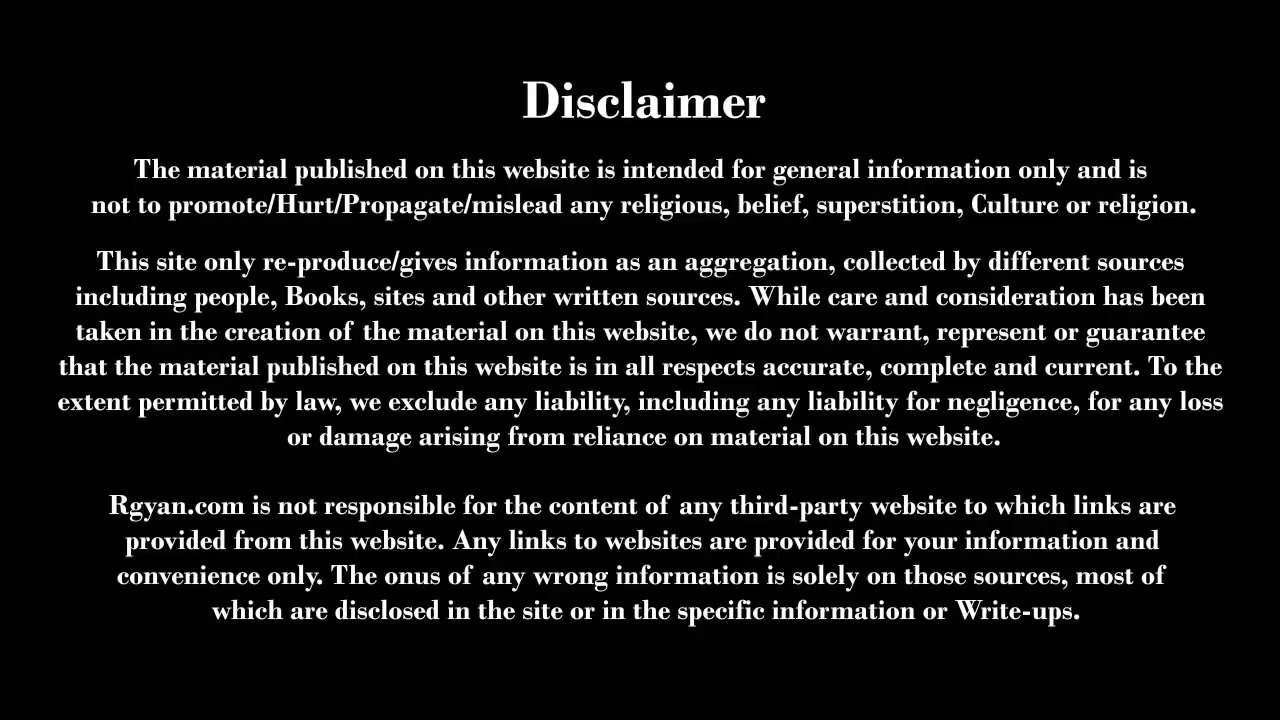 Disclaimer
The material published on this website is intended for general information only and is
not to promote/Hurt/Propagate/mislead any religious, belief, superstition, Culture or religion.
This site only re-produce/gives information as an aggregation, collected by different sources
including people, Books, sites and other written sources. While care and consideration has been
taken in the creation of the material on this website, we do not warrant, represent or guarantee
that the material published on this website is in all respects accurate, complete and current. To the
extent permitted by law, we exclude any liability, including any liability for negligence, for any loss
or damage arising from reliance on material on this website.
Rgyan.com is not responsible for the content of any third-party website to which links are
provided from this website. Any links to websites are provided for your information and
convenience only. The onus of any wrong information is solely on those sources, most of
which are disclosed in the site or in the specific information or Write-ups.